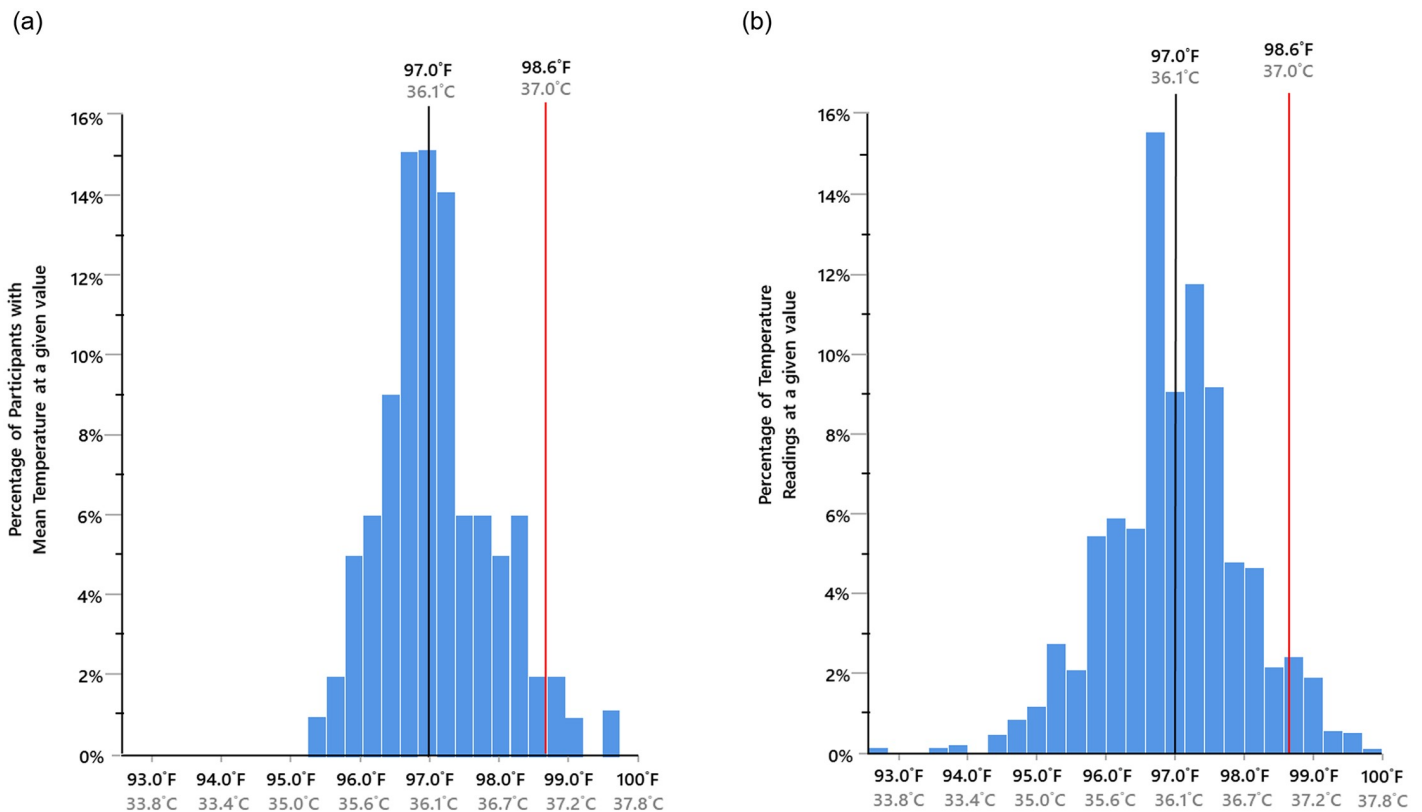 (a)
97.0°F
36.1°C
98.6°F
37.0°C
Percentage of Participants with
Mean Temperature at a given value
16%
14%
12%
10%
8%
6%
4%
2%
0%
93.0°F 94.0°F 95.0°F 96.0°F 97.0°F 98.0°F 99.0°F 100°F
33.8°C 33.4°C 35.0°C 35.6°C 36.1°C 36.7°C 37.2°C 37.8°C
(b)
97.0°F
36.1°C
98.6°F
37.0°C
Percentage of Temperature
Readings at a given value
16%
14%
12%
10%
8%
6%
4%
2%
0%
93.0°F 94.0°F 95.0°F 96.0°F 97.0°F 98.0°F 99.0°F 100°F
33.8°C 33.4°C 35.0°C 35.6°C 36.1°C 36.7°C 37.2°C 37.8°C